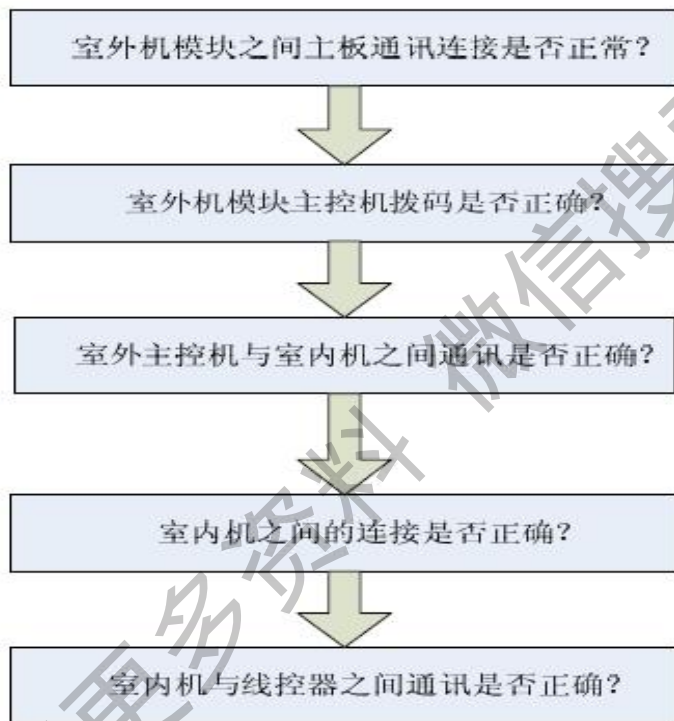 室外机模块之间主板通讯连接是否正常？
室外机模块主控机拨码是否正确？
室外主控机与室内机之间通讯是否正确？
室内机之间的连接是否正确？
室内机与线控器之间通讯是否正确？
更多资料 微信搜